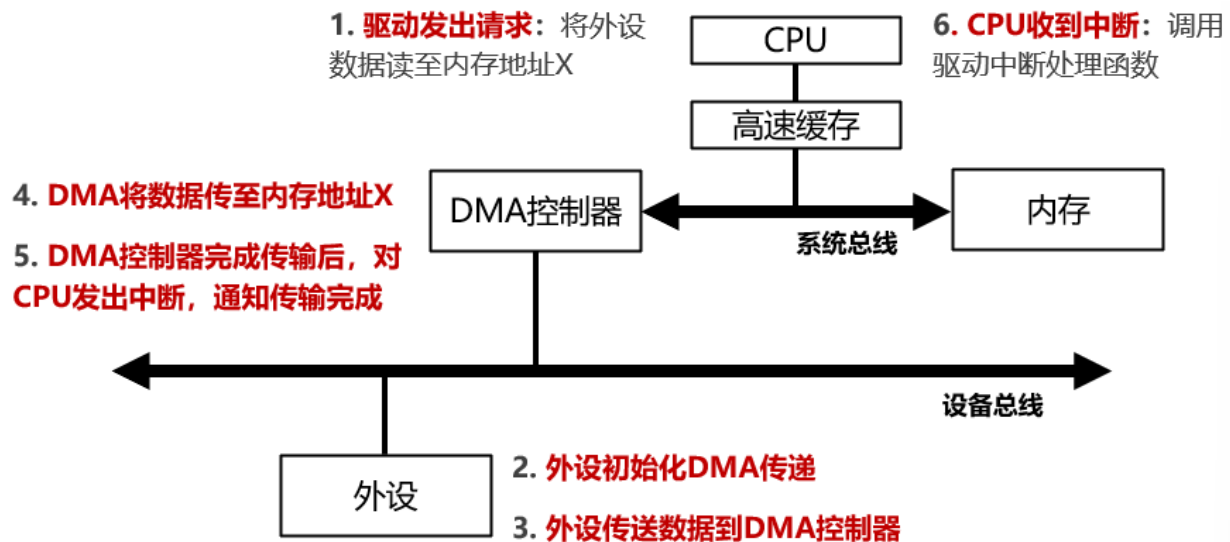 1. 驱动发出请求：将外设
数据读至内存地址X
CPU
6. CPU收到中断：调用
驱动中断处理函数
高速缓存
4. DMA将数据传至内存地址X
DMA控制器
内存
系统总线
5. DMA控制器完成传输后，对
CPU发出中断，通知传输完成
设备总线
外设
2. 外设初始化DMA传递
3. 外设传送数据到DMA控制器